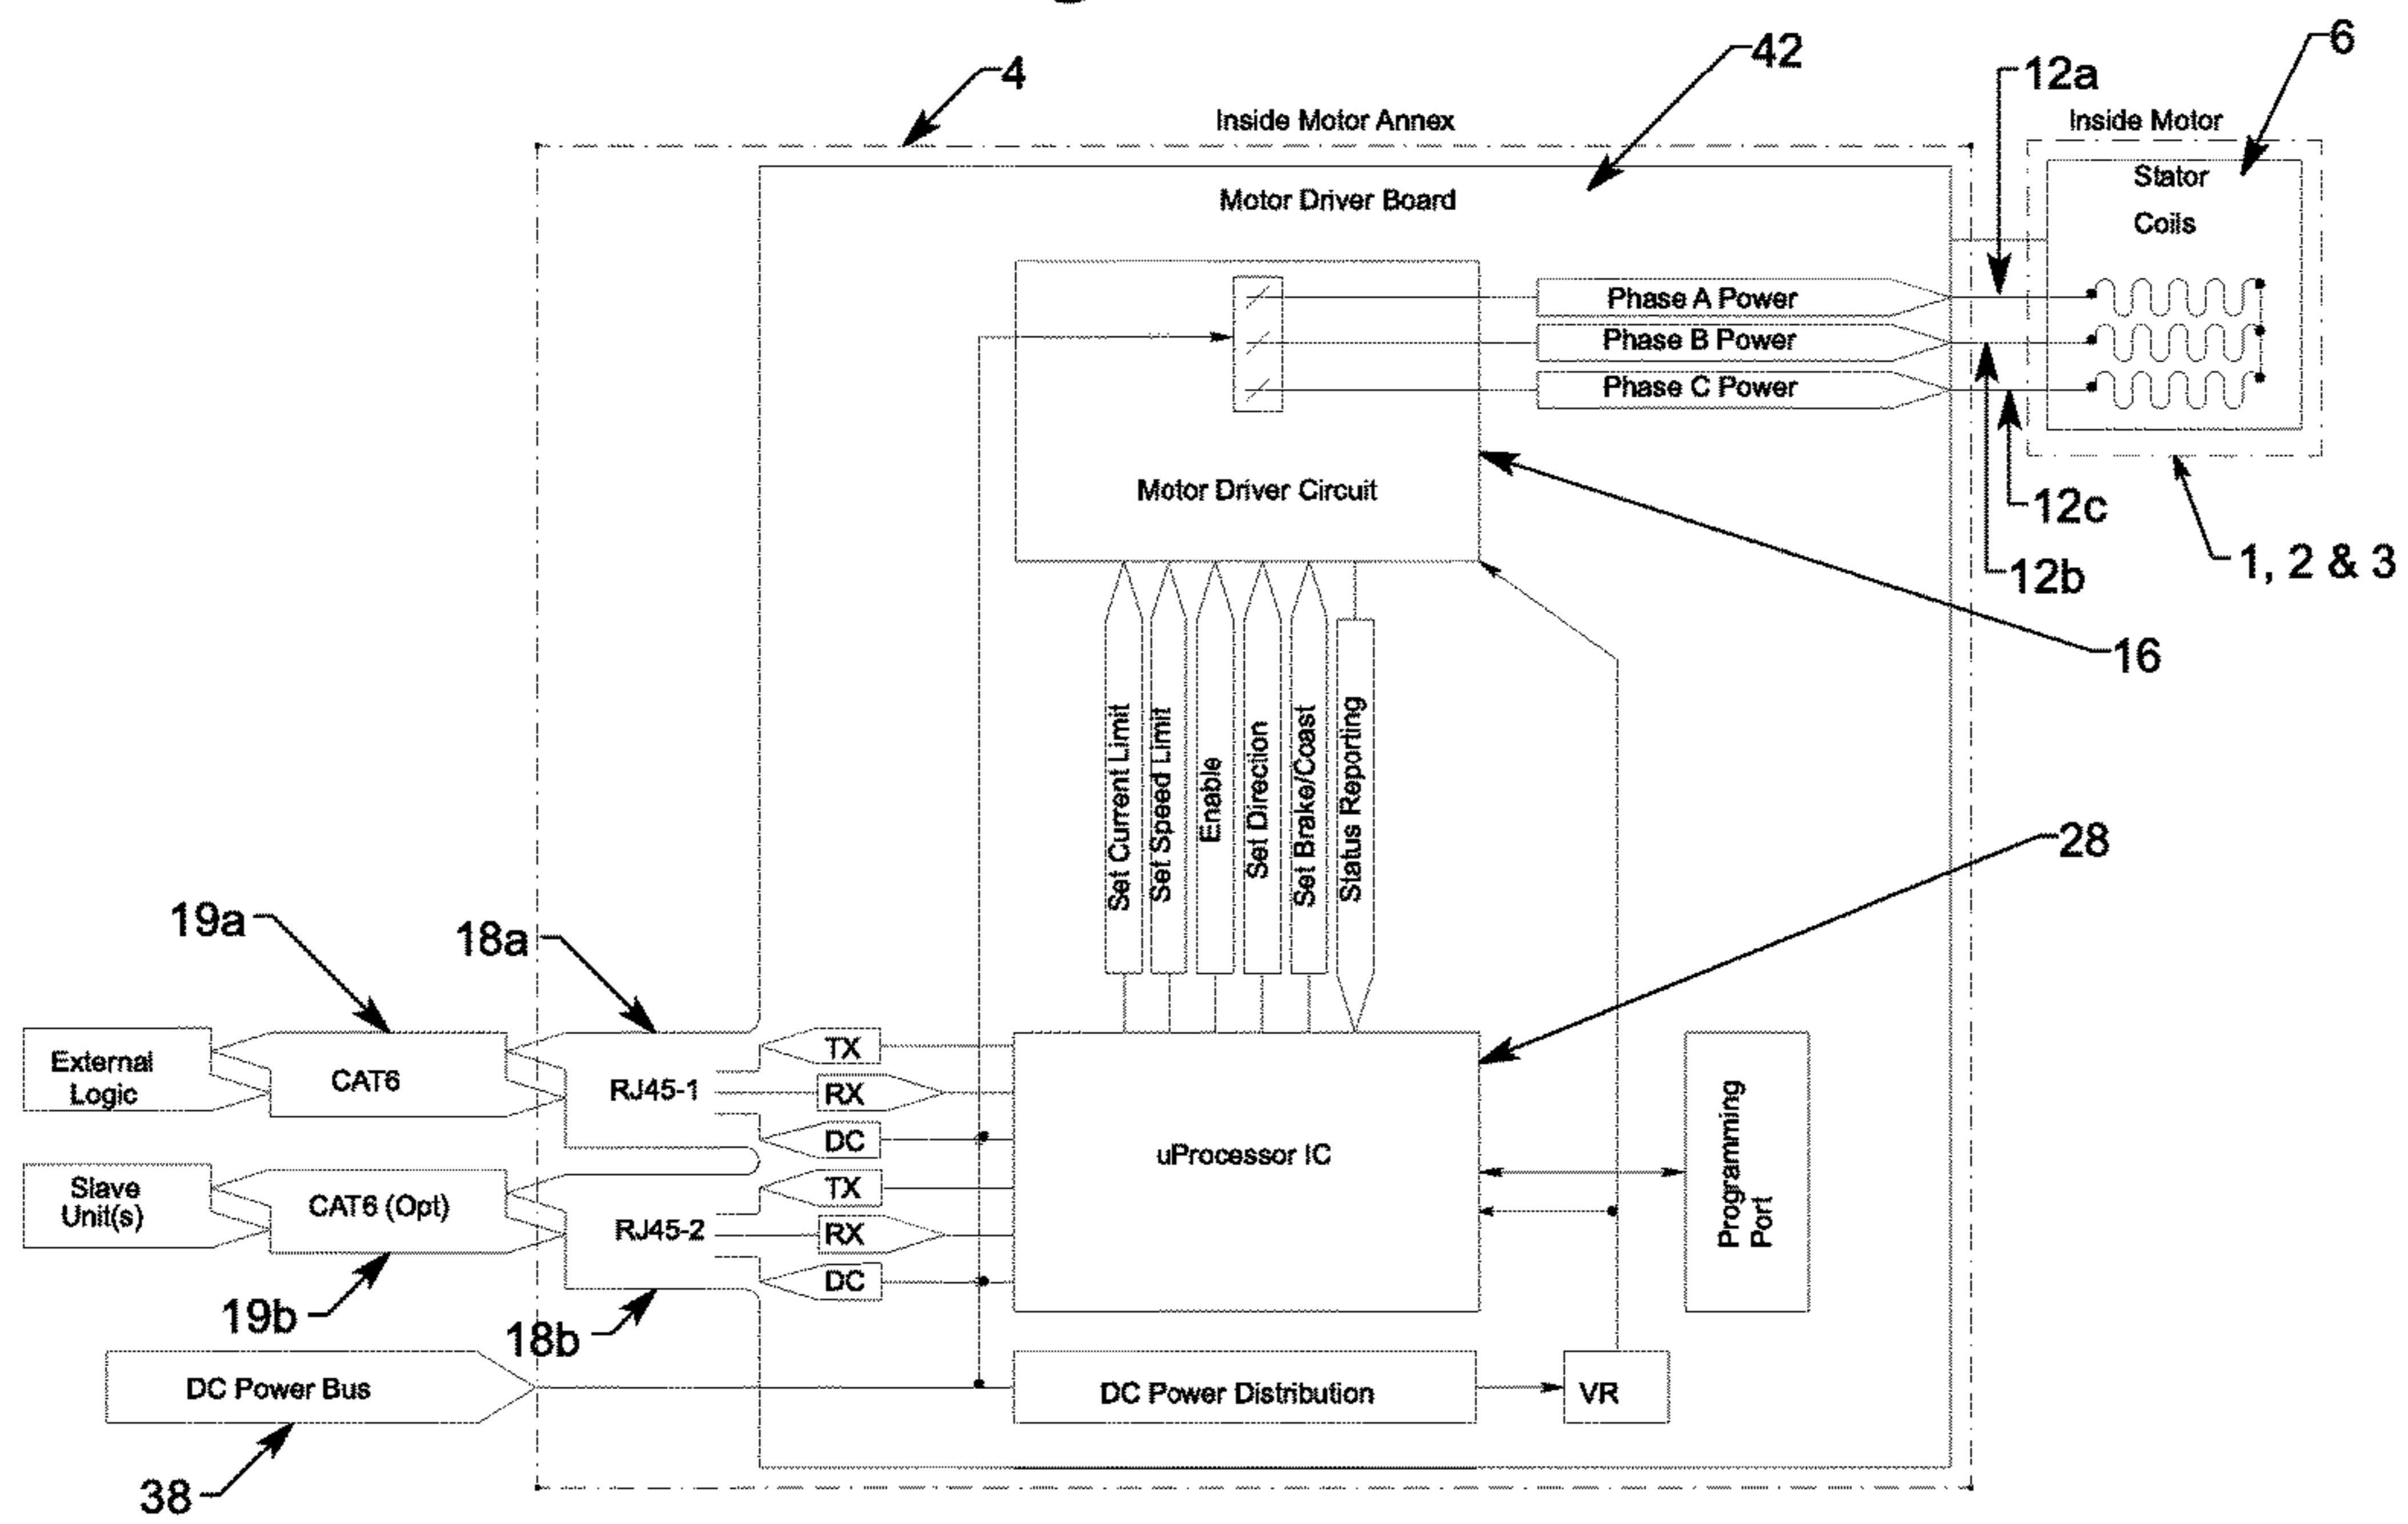 4
42
6
12a
Inside Motor Annex
Inside Motor
Motor Driver Board
Stator
Coils
Phase A Power
Phase B Power
Phase C Power
Motor Driver Circuit
12c
12b
1, 2 & 3
16
Set Current Limit
Set Speed Limit
Enable
Set Direction
Set Brake/Coast
Status Reporting
28
19a
18a
External
Logic
CAT6
RJ45-1
TX
RX
DC
uProcessor IC
Programming
Port
Slave
Unit(s)
CAT6 (Opt)
RJ45-2
TX
RX
DC
19b
18b
DC Power Bus
DC Power Distribution
VR
38